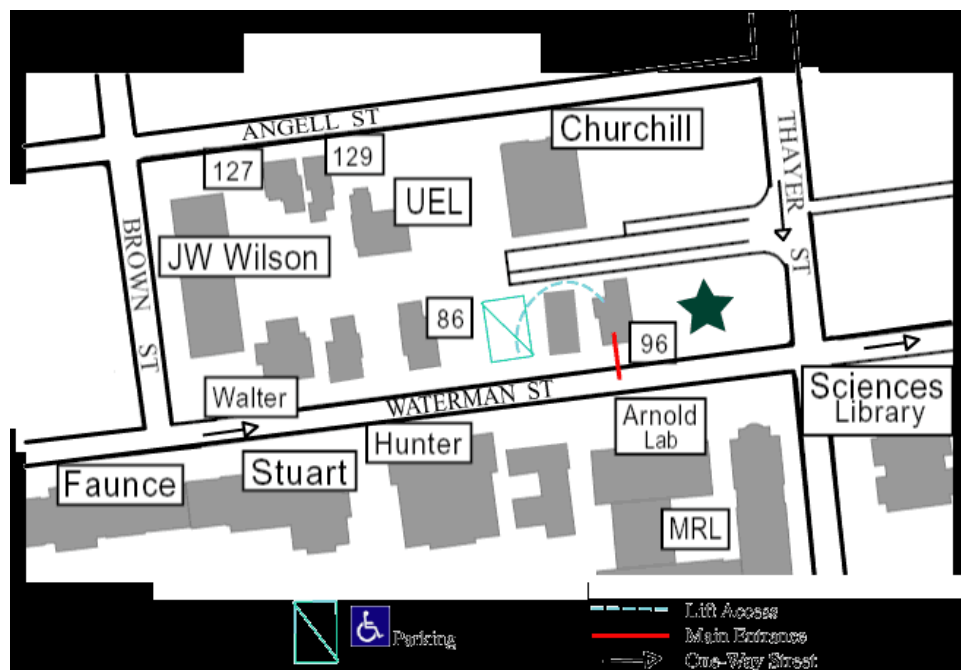 ANGELL ST
Churchill
THAYER ST
127
129
UEL
BROWN ST
JW Wilson
86
96
Walter
WATERMAN ST
Arnold
Lab
Sciences
Library
Hunter
Stuart
Faunce
MRL
Parking
Lift Access
Main Entrance
One-Way Street